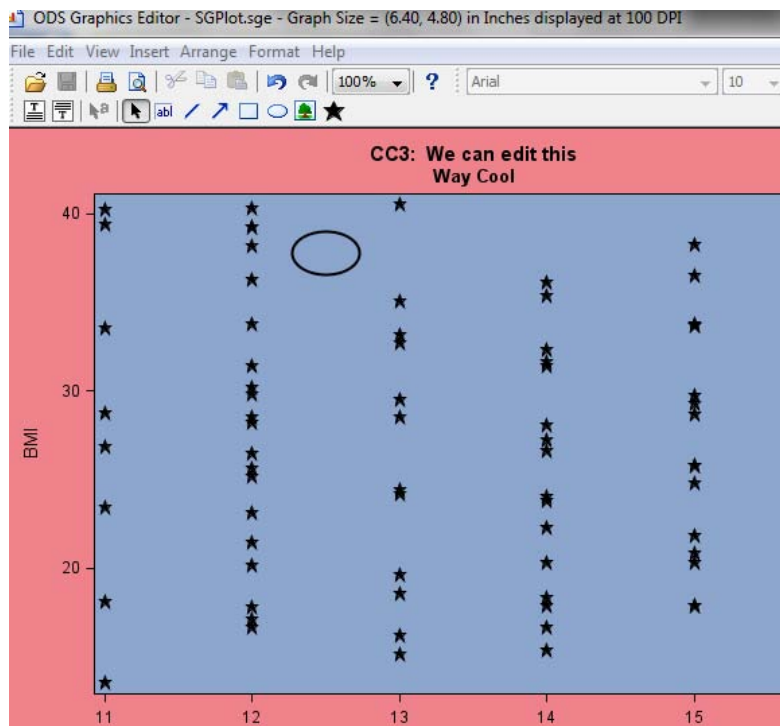 ODS Graphics Editor - SGPlot.sge - Graph Size = (6.40, 4.80) in Inches displayed at 100 DPI
File Edit View Insert Arrange Format Help
100% ? Arial 10
T T a abl
CC3: We can edit this
Way Cool
40
30
BMI
20
11 12 13 14 15